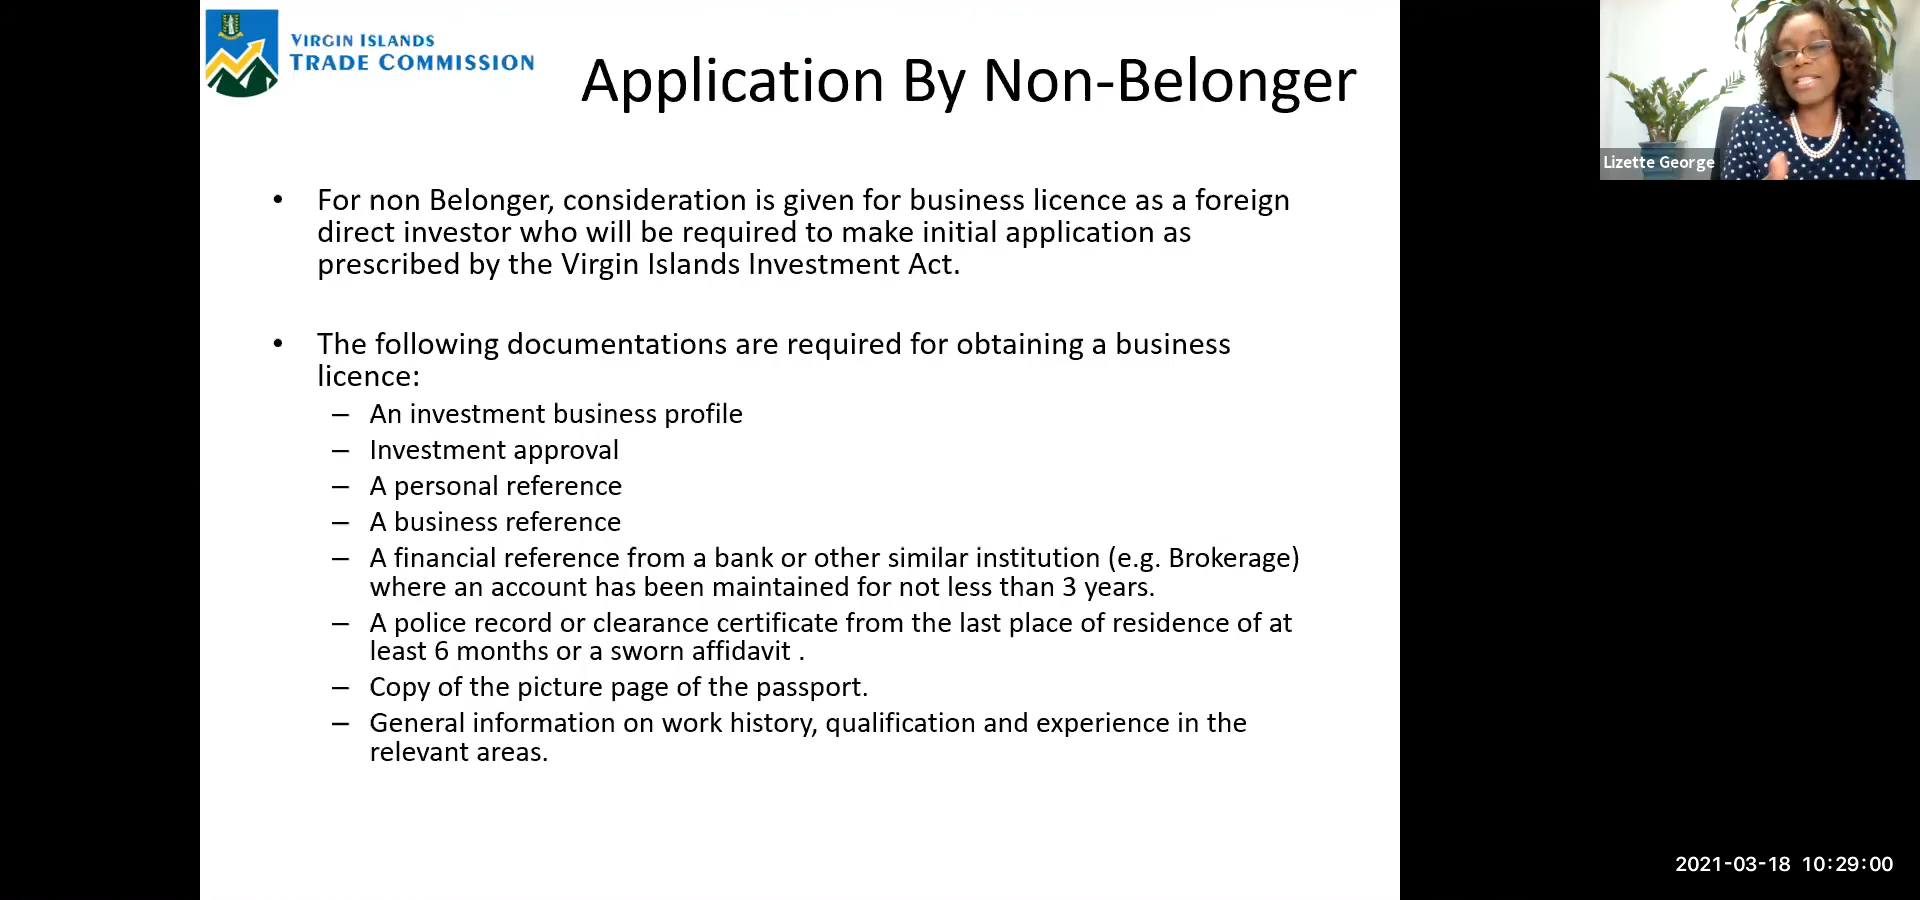 VIRGIN ISLANDS
TRADE COMMISSION
Application By Non-Belonger
• For non Belonger, consideration is given for business licence as a foreign
direct investor who will be required to make initial application as
prescribed by the Virgin Islands Investment Act.
• The following documentations are required for obtaining a business
licence:
– An investment business profile
– Investment approval
– A personal reference
– A business reference
– A financial reference from a bank or other similar institution (e.g. Brokerage)
where an account has been maintained for not less than 3 years.
– A police record or clearance certificate from the last place of residence of at
least 6 months or a sworn affidavit .
– Copy of the picture page of the passport.
– General information on work history, qualification and experience in the
relevant areas.
Lizette George
2021-03-18 10:29:00